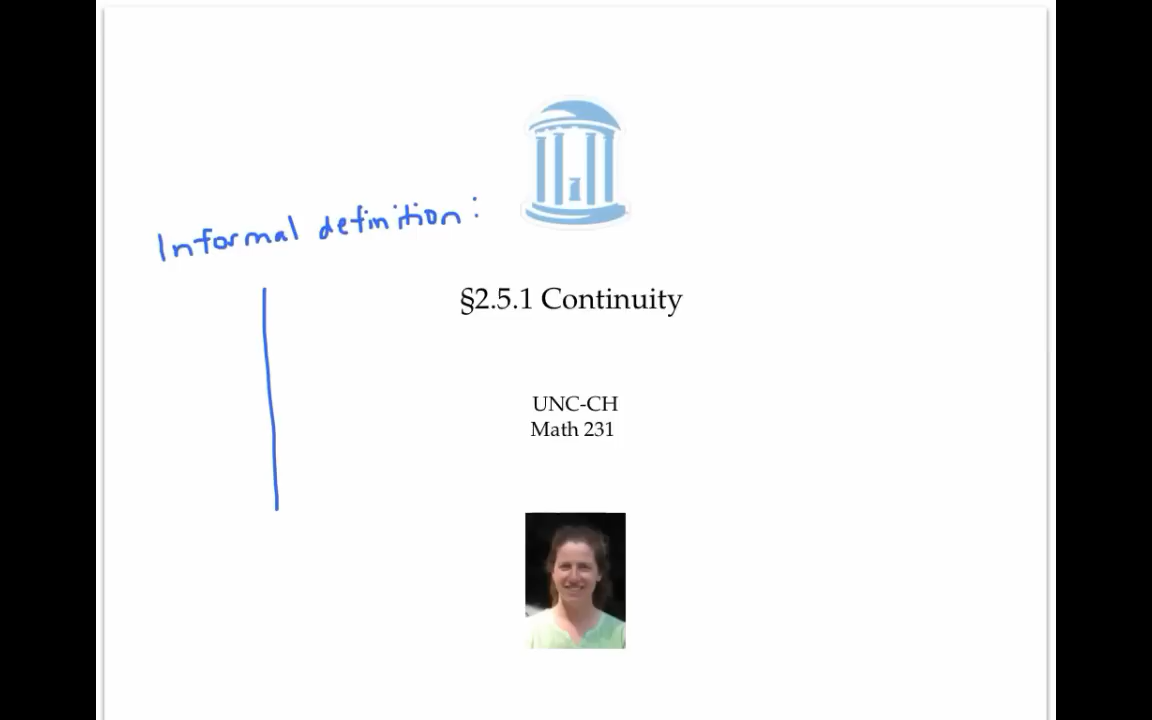 Informal definition:
§2.5.1 Continuity
UNC-CH
Math 231